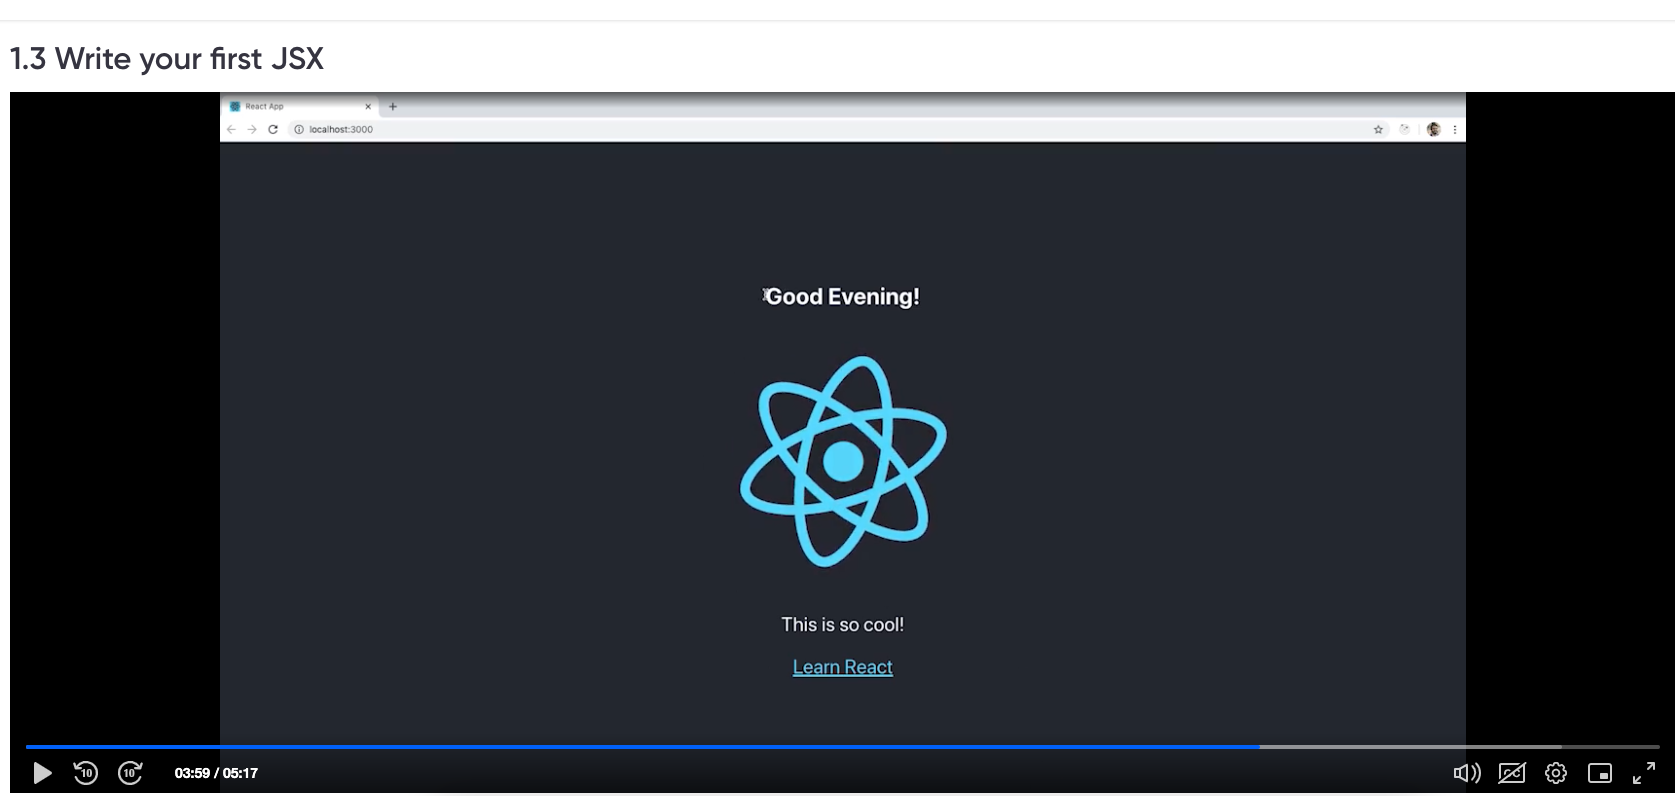 1.3 Write your first JSX
React App
localhost:3000
Good Evening!
This is so cool!
Learn React
10
10
03:59 / 05:17
CC